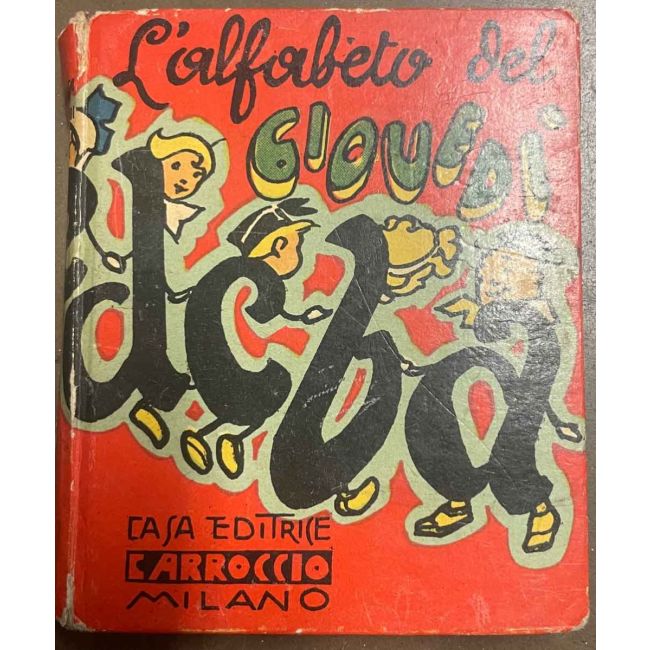 L'alfabeto del
GIOVEDÌ
dcba
CASA EDITRICE
CARROCCIO
MILANO